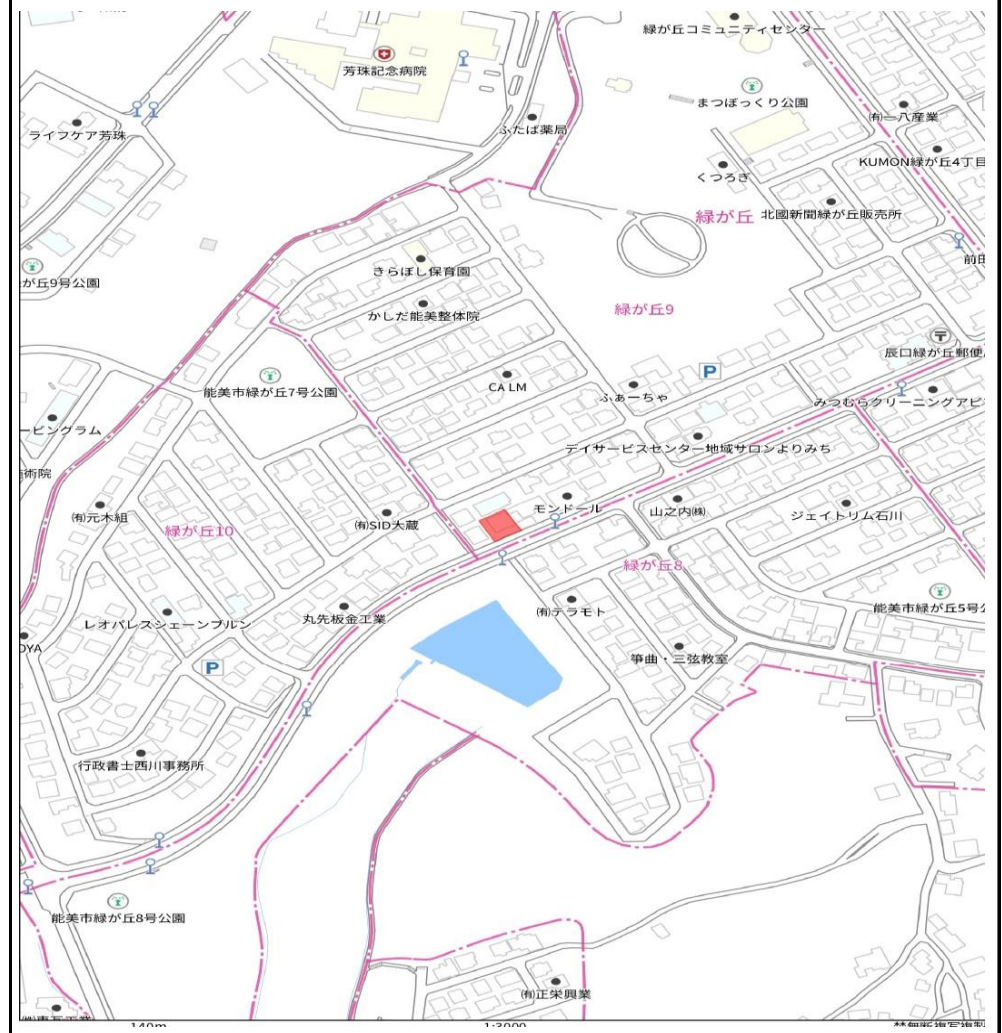 緑が丘コミュニティセンター
芳珠記念病院
まつぼっくり公園
ライフケア芳珠
ふたば薬局
㈲一八産業
KUMON緑が丘4丁目
くつろぎ
緑が丘
北國新聞緑が丘販売所
前田
きらぼし保育園
が丘9号公園
緑が丘9
かしだ能美整体院
辰口緑が丘郵便
P
CALM
能美市緑が丘7号公園
ふぁーちゃ
みつむらクリーニングアピ
ービングラム
デイサービスセンター地域サロンよりみち
術院
㈲元木組
㈲SID大蔵
モンドール
山之内㈱
ジェイトリム石川
緑が丘10
緑が丘8
㈲テラモト
能美市緑が丘5号公
レオパレスシェーンブルン
丸先板金工業
OYA
箏曲・三弦教室
P
行政書士西川事務所
能美市緑が丘8号公園
㈲正栄興業
140m
1:3000
禁無断複写複製